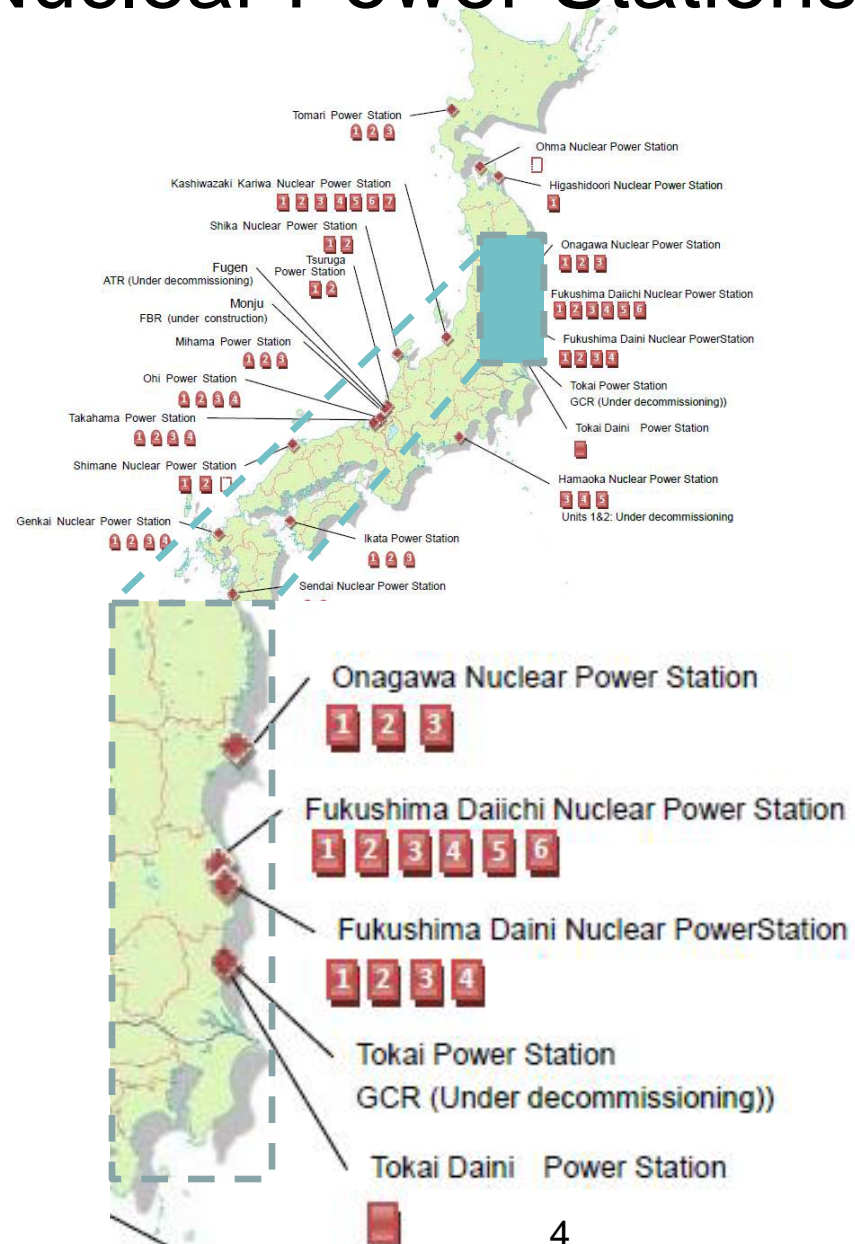 Nuclear Power Stations
Tomari Power Station
1 2 3
Ohma Nuclear Power Station
Kashiwazaki Kariwa Nuclear Power Station
1 2 3 4 5 6 7
Higashidoori Nuclear Power Station
1
Shika Nuclear Power Station
1 2
Tsuruga
Power Station
1 2
Fugen
ATR (Under decommissioning)
Monju
FBR (under construction)
Mihama Power Station
1 2 3
Ohi Power Station
1 2 3 4
Takahama Power Station
1 2 3 4
Shimane Nuclear Power Station
1 2
Genkai Nuclear Power Station
1 2 3 4
Onagawa Nuclear Power Station
1 2 3
Fukushima Daiichi Nuclear Power Station
1 2 3 4 5 6
Fukushima Daini Nuclear PowerStation
1 2 3 4
Tokai Power Station
GCR (Under decommissioning))
Tokai Daini Power Station
Hamaoka Nuclear Power Station
3 4 5
Units 1&2: Under decommissioning
Ikata Power Station
1 2 3
Sendai Nuclear Power Station
Onagawa Nuclear Power Station
1 2 3
Fukushima Daiichi Nuclear Power Station
1 2 3 4 5 6
Fukushima Daini Nuclear PowerStation
1 2 3 4
Tokai Power Station
GCR (Under decommissioning))
Tokai Daini Power Station
4